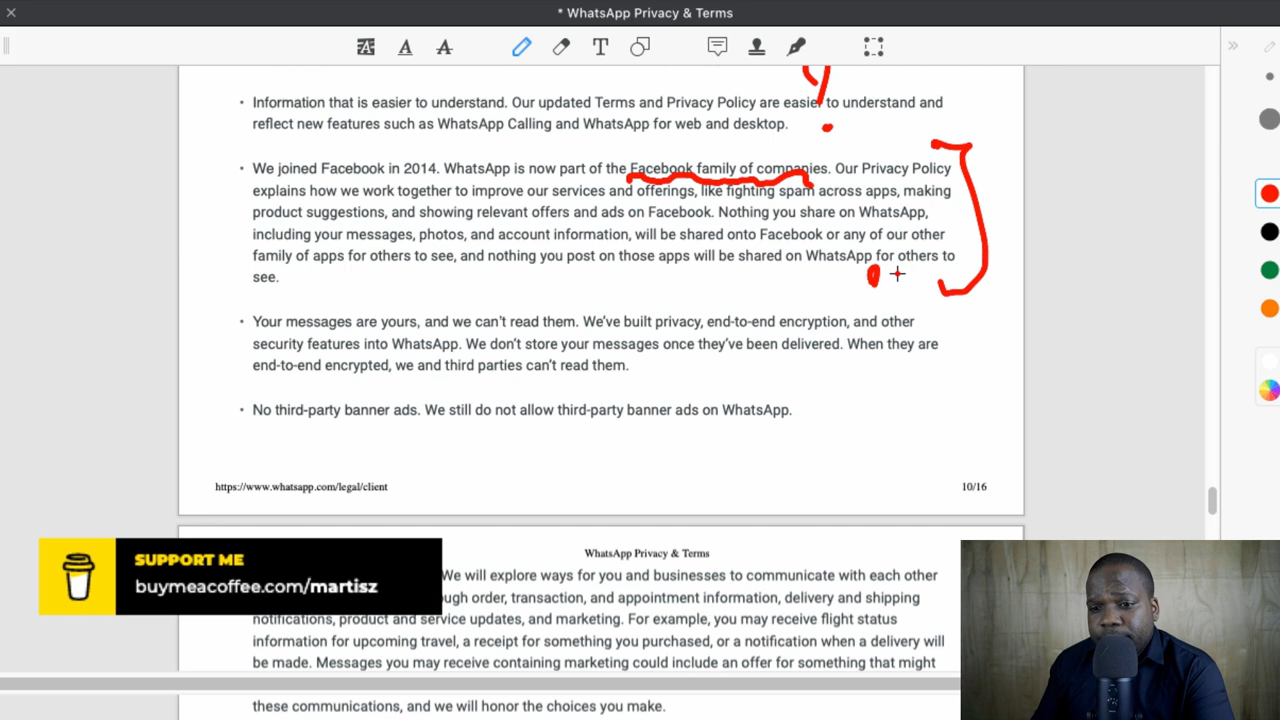 * WhatsApp Privacy & Terms
• Information that is easier to understand. Our updated Terms and Privacy Policy are easier to understand and
reflect new features such as WhatsApp Calling and WhatsApp for web and desktop.
• We joined Facebook in 2014. WhatsApp is now part of the Facebook family of companies. Our Privacy Policy
explains how we work together to improve our services and offerings, like fighting spam across apps, making
product suggestions, and showing relevant offers and ads on Facebook. Nothing you share on WhatsApp,
including your messages, photos, and account information, will be shared onto Facebook or any of our other
family of apps for others to see, and nothing you post on those apps will be shared on WhatsApp for others to
see.
• Your messages are yours, and we can’t read them. We’ve built privacy, end-to-end encryption, and other
security features into WhatsApp. We don’t store your messages once they’ve been delivered. When they are
end-to-end encrypted, we and third parties can’t read them.
• No third-party banner ads. We still do not allow third-party banner ads on WhatsApp.
https://www.whatsapp.com/legal/client 10/16
WhatsApp Privacy & Terms
We will explore ways for you and businesses to communicate with each other
order, transaction, and appointment information, delivery and shipping
notifications, product and service updates, and marketing. For example, you may receive flight status
information for upcoming travel, a receipt for something you purchased, or a notification when a delivery will
be made. Messages you may receive containing marketing could include an offer for something that might
these communications, and we will honor the choices you make.
SUPPORT ME
buymeacoffee.com/martisz